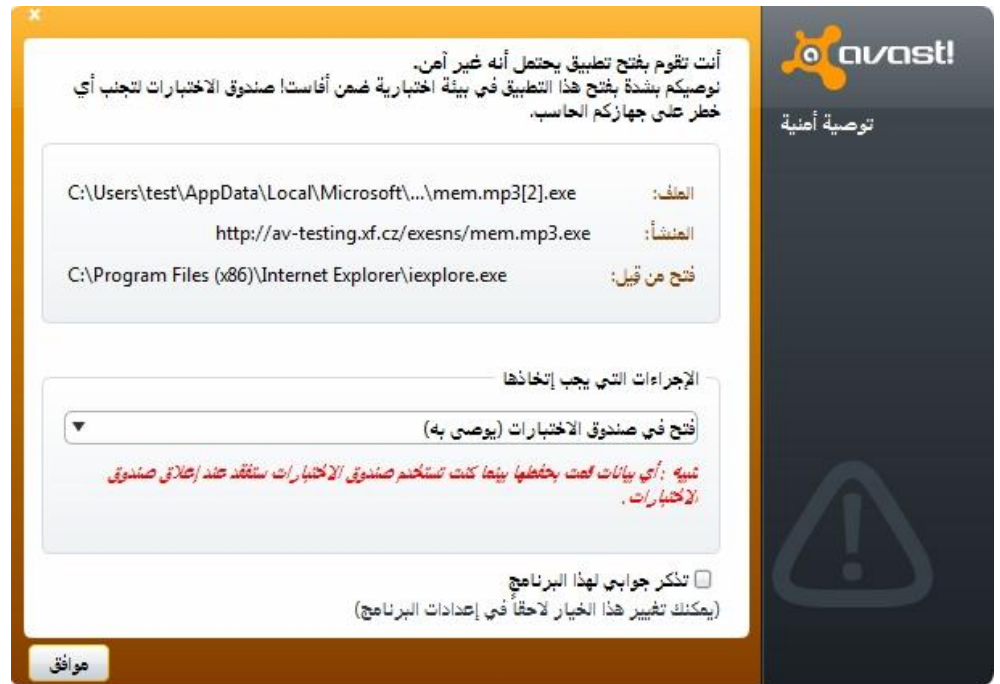 x
avast!
توصية أمنية
أنت تقوم بفتح تطبيق يحتمل أنه غير آمن.
نوصيكم بشدة بفتح هذا التطبيق في بيئة اختبارية ضمن أفاست! صندوق الاختبارات لتجنب أي
خطر على جهازكم الحاسب.
الملف: C:\Users\test\AppData\Local\Microsoft\...\mem.mp3[2].exe
المنشأ: http://av-testing.xf.cz/exesns/mem.mp3.exe
فتح من قِبل: C:\Program Files (x86)\Internet Explorer\iexplore.exe
الإجراءات التي يجب إتخاذها
فتح في صندوق الاختبارات (يوصى به)
تنبيه :أي بيانات قمت بحفظها بينما كنت تستخدم صندوق الاختبارات ستفقد عند إغلاق صندوق
الاختبارات .
تذكر جوابي لهذا البرنامج
(يمكنك تغيير هذا الخيار لاحقاً في إعدادات البرنامج)
موافق